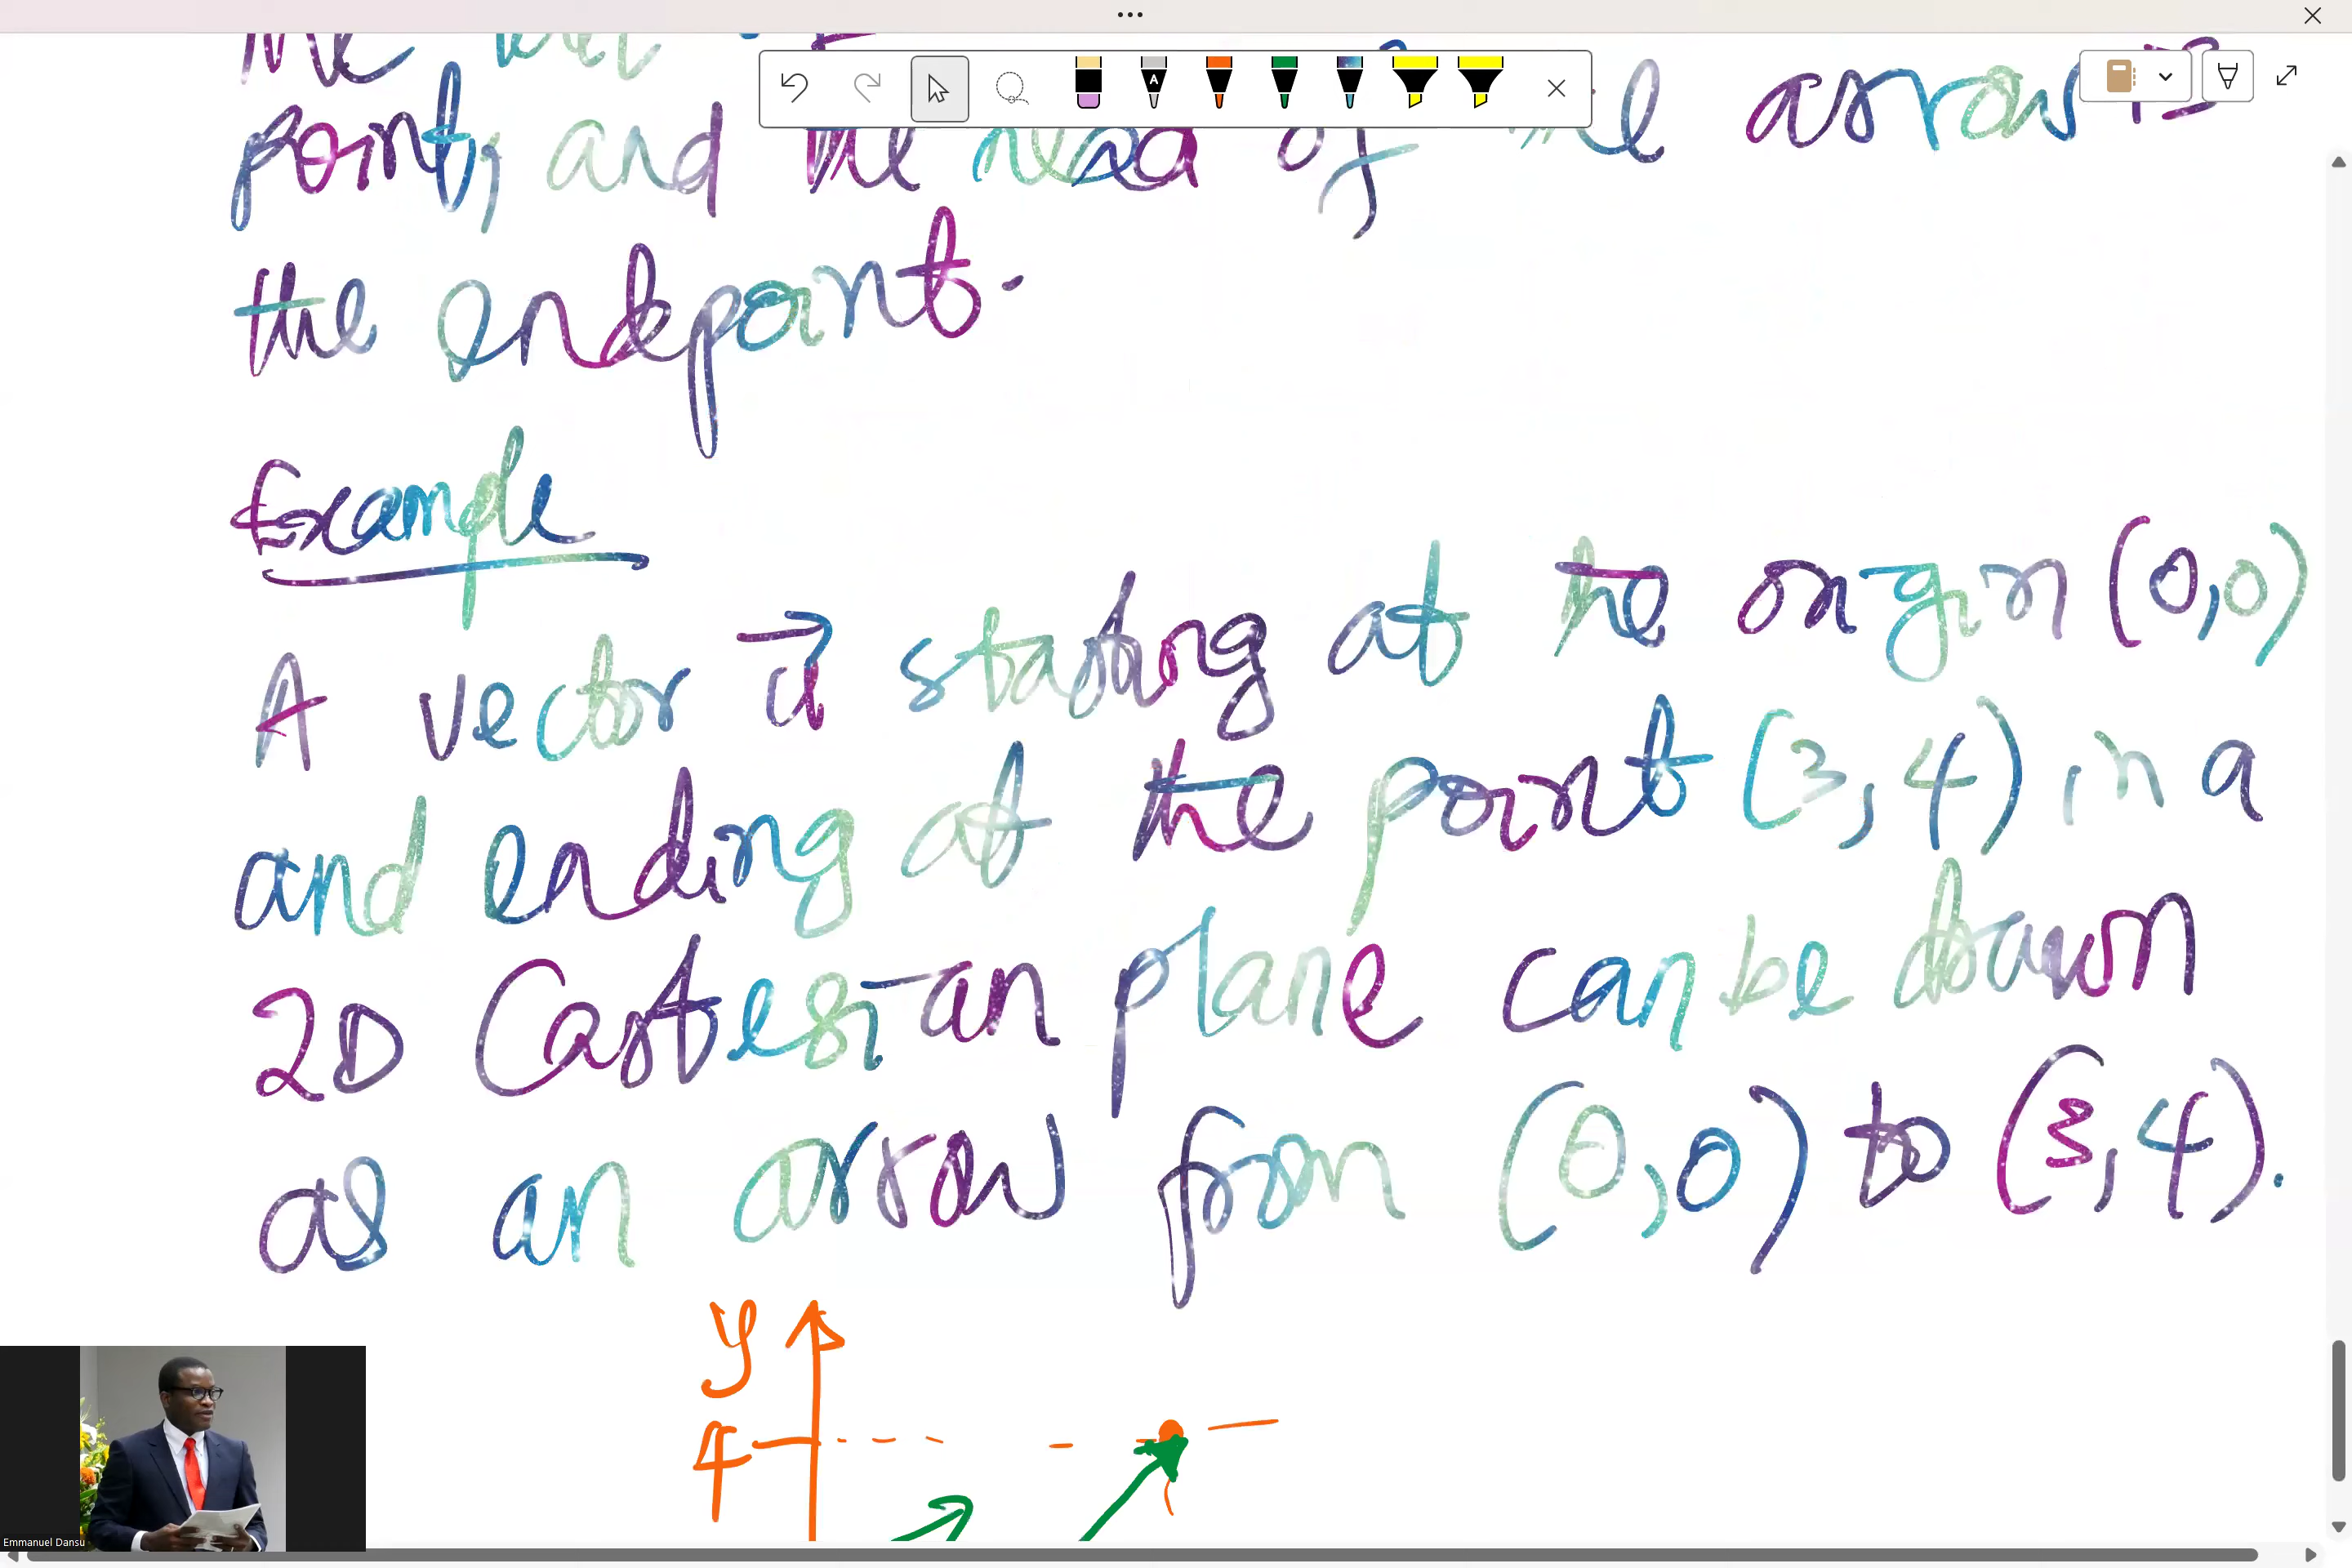 point, and the head of the arrow is
the endpoint.
Example
A vector a⃗ starting at the origin (0,0)
and ending at the point (3,4) in a
2D Cartesian plane can be drawn
as an arrow from (0,0) to (3,4).
y
4
Emmanuel Dansu